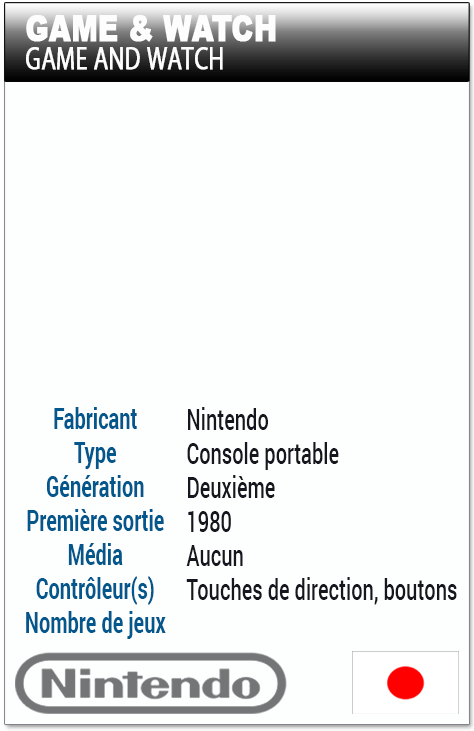 GAME & WATCH
GAME AND WATCH
Fabricant Nintendo
Type Console portable
Génération Deuxième
Première sortie 1980
Média Aucun
Contrôleur(s) Touches de direction, boutons
Nombre de jeux
Nintendo